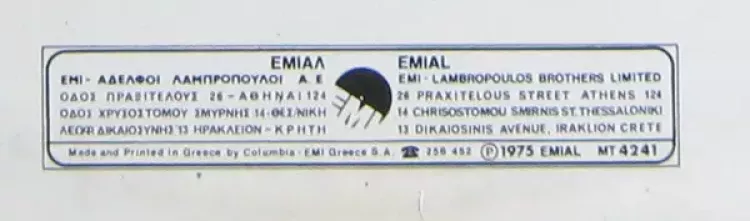 ΕΜΙΑΛ
ΕΜΙ - ΑΔΕΛΦΟΙ ΛΑΜΠΡΟΠΟΥΛΟΙ Α. Ε
ΟΔΟΣ ΠΡΑΞΙΤΕΛΟΥΣ 26 - ΑΘΗΝΑΙ 124
ΟΔΟΣ ΧΡΥΣΟΣΤΟΜΟΥ ΣΜΥΡΝΗΣ 14-ΘΕΣ/ΝΙΚΗ
ΛΕΩΦ. ΔΙΚΑΙΟΣΥΝΗΣ 13 ΗΡΑΚΛΕΙΟΝ - ΚΡΗΤΗ
EMIAL
EMI - LAMBROPOULOS BROTHERS LIMITED
26 PRAXITELOUS STREET ATHENS 124
14 CHRISOSTOMOU SMIRNIS ST. THESSALONIKI
13 DIKAIOSINIS AVENUE, IRAKLION CRETE
Made and Printed in Greece by Columbia - EMI Greece S.A. ☎ 256 452 Ⓟ 1975 EMIAL MT 4241